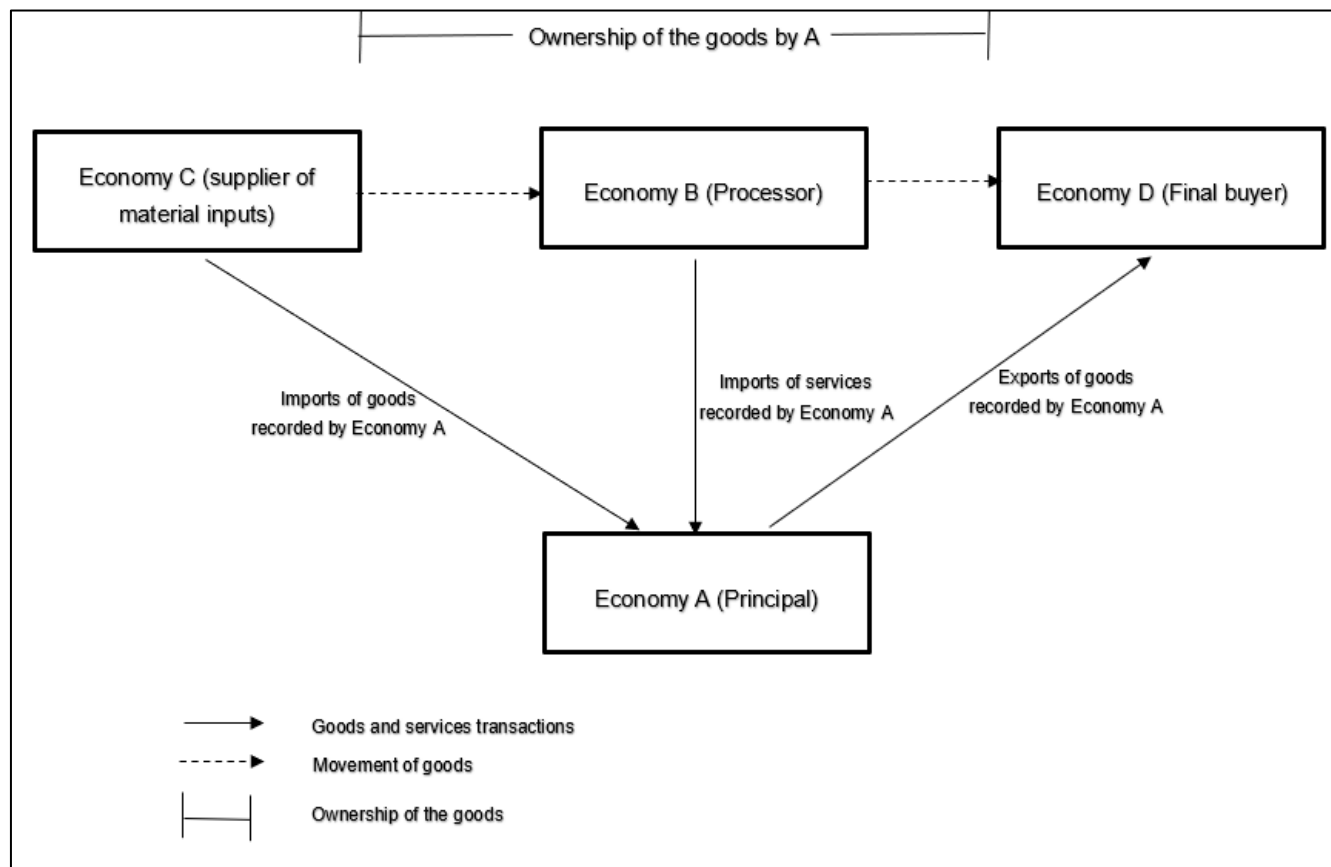 Ownership of the goods by A
Economy C (supplier of
material inputs)
Economy B (Processor)
Economy D (Final buyer)
Imports of goods
recorded by Economy A
Imports of services
recorded by Economy A
Exports of goods
recorded by Economy A
Economy A (Principal)
Goods and services transactions
Movement of goods
Ownership of the goods